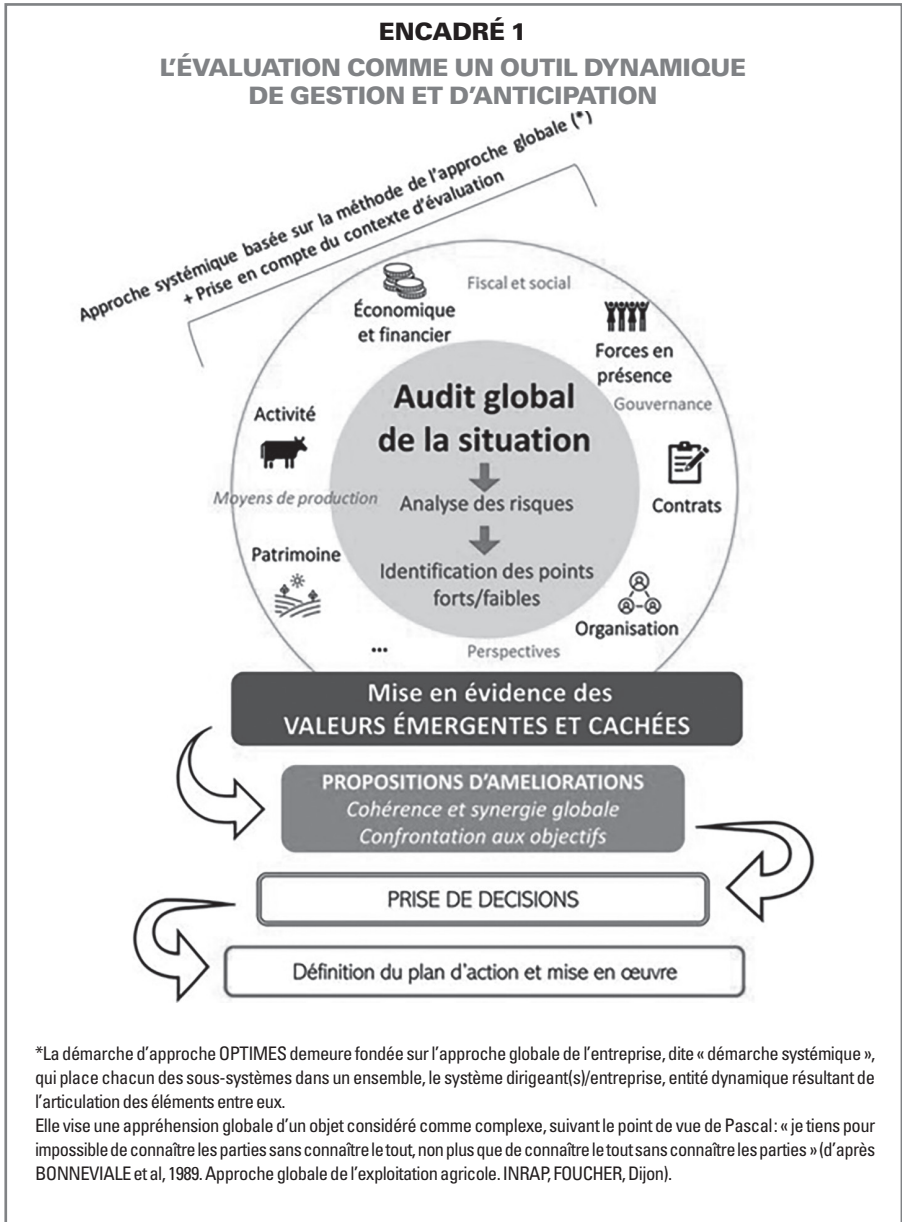 ENCADRÉ 1
L'ÉVALUATION COMME UN OUTIL DYNAMIQUE
DE GESTION ET D'ANTICIPATION
Approche systémique basée sur la méthode de l'approche globale (*)
+ Prise en compte du contexte d'évaluation
Fiscal et social
Économique
et financier
Forces en
présence
Gouvernance
Audit global
de la situation
Activité
Moyens de production
Analyse des risques
Contrats
Patrimoine
Identification des points
forts/faibles
Organisation
...
Perspectives
Mise en évidence des
VALEURS ÉMERGENTES ET CACHÉES
PROPOSITIONS D'AMELIORATIONS
Cohérence et synergie globale
Confrontation aux objectifs
PRISE DE DECISIONS
Définition du plan d'action et mise en œuvre
*La démarche d'approche OPTIMES demeure fondée sur l'approche globale de l'entreprise, dite « démarche systémique »,
qui place chacun des sous-systèmes dans un ensemble, le système dirigeant(s)/entreprise, entité dynamique résultant de
l'articulation des éléments entre eux.
Elle vise une appréhension globale d'un objet considéré comme complexe, suivant le point de vue de Pascal : « je tiens pour
impossible de connaître les parties sans connaître le tout, non plus que de connaître le tout sans connaître les parties » (d'après
BONNEVIALE et al, 1989. Approche globale de l'exploitation agricole. INRAP, FOUCHER, Dijon).